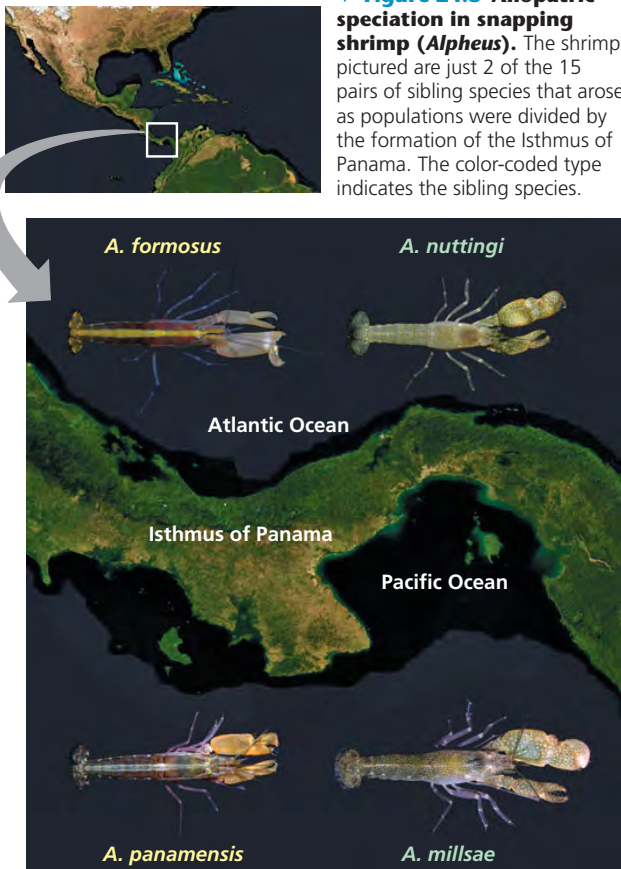 Speciation in snapping
shrimp (Alpheus). The shrimp
pictured are just 2 of the 15
pairs of sibling species that arose
as populations were divided by
the formation of the Isthmus of
Panama. The color-coded type
indicates the sibling species.
A. formosus
A. nuttingi
Atlantic Ocean
Isthmus of Panama
Pacific Ocean
A. panamensis
A. millsae